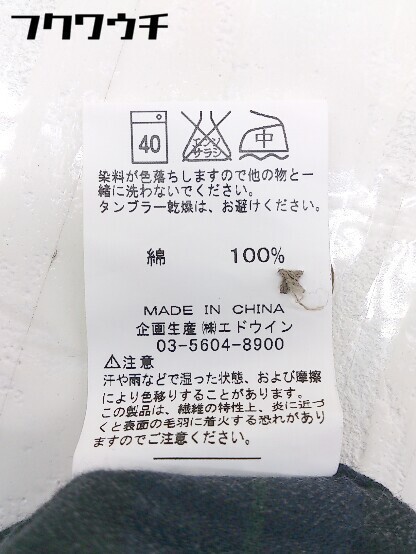 フクワウチ
40
エンソ
サラシ
中
染料が色落ちしますので他の物と一
緒に洗わないでください。
タンブラー乾燥は、お避けください。
綿 100%
MADE IN CHINA
企画生産㈱エドウイン
03-5604-8900
⚠注意
汗や雨などで湿った状態、および摩擦
により色移りすることがあります。
この製品は、繊維の特性上、炎に近づ
くと表面の毛羽に着火する恐れがあり
ますのでご注意ください。